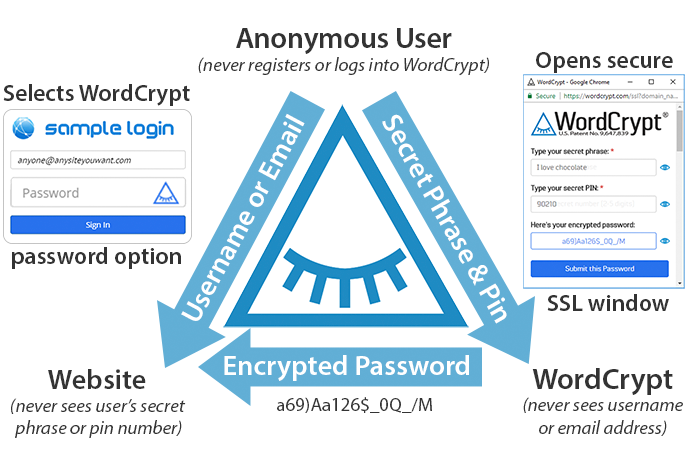 Anonymous User
(never registers or logs into WordCrypt)
Selects WordCrypt
sample login
anyone@anysiteyouwant.com
Password
Sign In
password option
Opens secure
WordCrypt - Google Chrome
Secure | https://wordcrypt.com/ssl?domain_na...
WordCrypt®
U.S. Patent No. 9,647,839
Type your secret phrase: *
I love chocolate
Type your secret PIN: *
90210
Here's your encrypted password:
a69)Aa126$_0Q_/M
Submit this Password
SSL window
Username or Email
Secret Phrase & Pin
Encrypted Password
a69)Aa126$_0Q_/M
Website
(never sees user's secret
phrase or pin number)
WordCrypt
(never sees username
or email address)